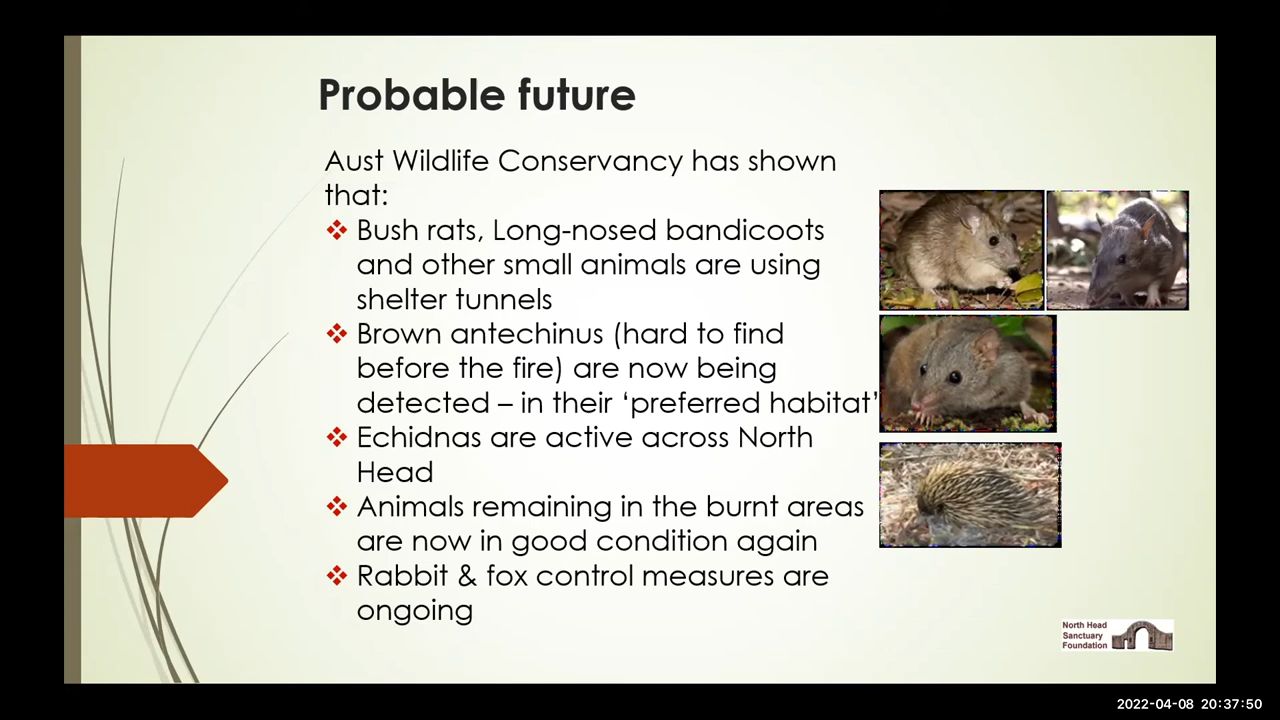 Probable future
Aust Wildlife Conservancy has shown
that:
❖ Bush rats, Long-nosed bandicoots
and other small animals are using
shelter tunnels
❖ Brown antechinus (hard to find
before the fire) are now being
detected – in their ‘preferred habitat’
❖ Echidnas are active across North
Head
❖ Animals remaining in the burnt areas
are now in good condition again
❖ Rabbit & fox control measures are
ongoing
North Head
Sanctuary
Foundation
2022-04-08 20:37:50